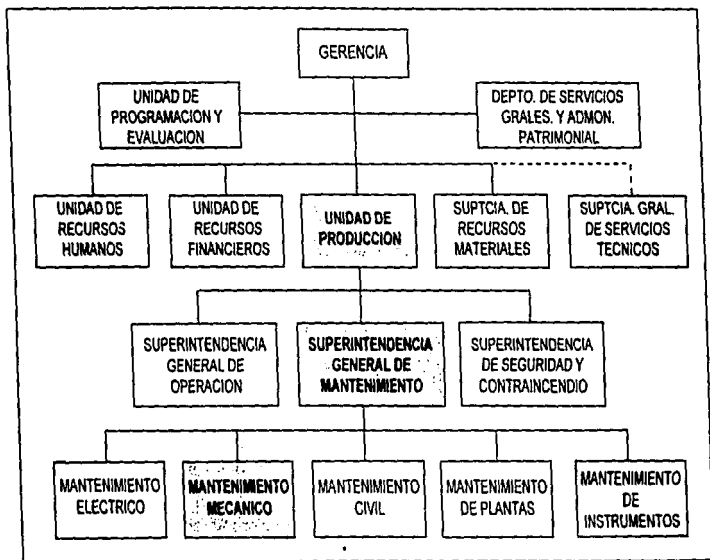 GERENCIA
UNIDAD DE
PROGRAMACION Y
EVALUACION
DEPTO. DE SERVICIOS
GRALES. Y ADMON.
PATRIMONIAL
UNIDAD DE
RECURSOS
HUMANOS
UNIDAD DE
RECURSOS
FINANCIEROS
UNIDAD DE
PRODUCCION
SUPTCIA. DE
RECURSOS
MATERIALES
SUPTCIA. GRAL.
DE SERVICIOS
TECNICOS
SUPERINTENDENCIA
GENERAL DE
OPERACION
SUPERINTENDENCIA
GENERAL DE
MANTENIMIENTO
SUPERINTENDENCIA
DE SEGURIDAD Y
CONTRAINCENDIO
MANTENIMIENTO
ELECTRICO
MANTENIMIENTO
MECANICO
MANTENIMIENTO
CIVIL
MANTENIMIENTO
DE PLANTAS
MANTENIMIENTO
DE
INSTRUMENTOS